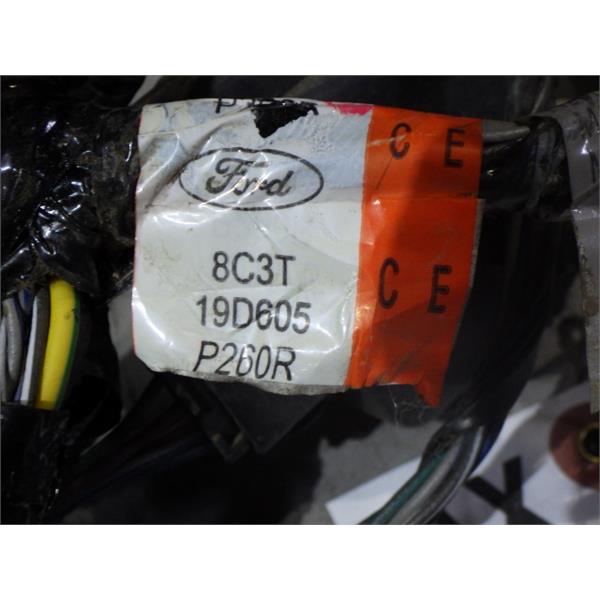 Ford
C E
8C3T
C E
19D605
P260R
X